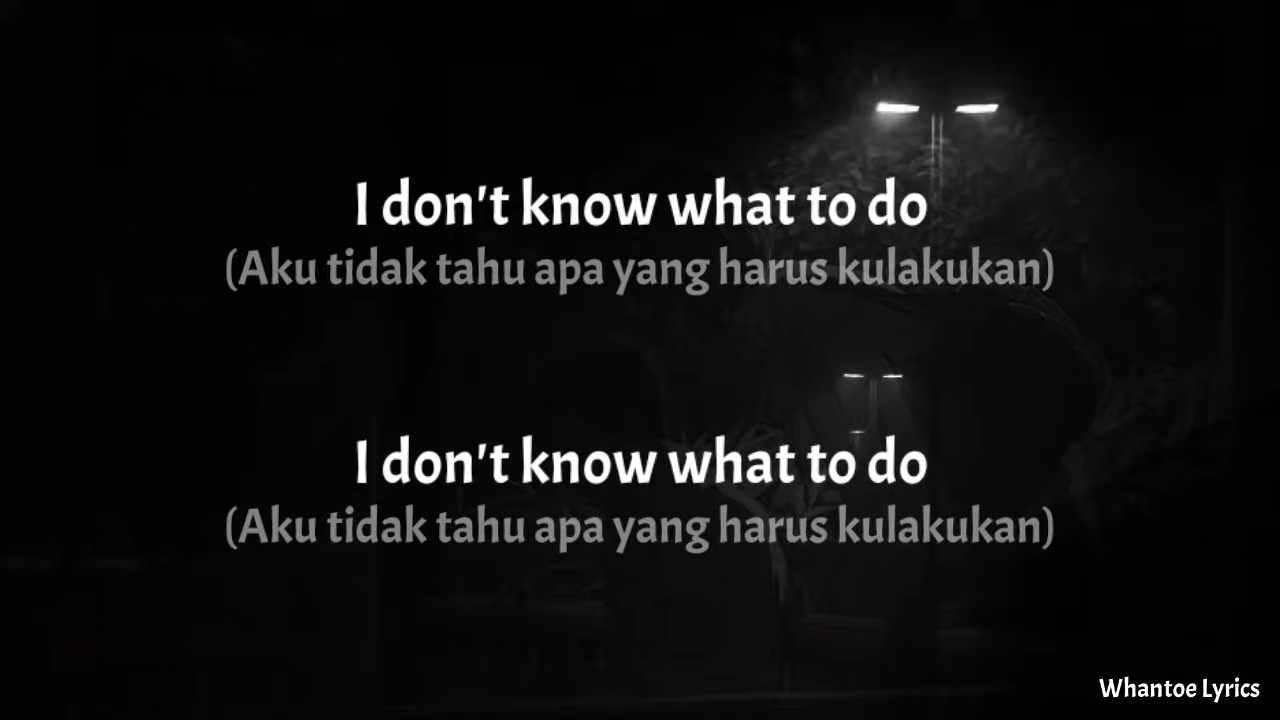 I don't know what to do
(Aku tidak tahu apa yang harus kulakukan)
I don't know what to do
(Aku tidak tahu apa yang harus kulakukan)
Whantoe Lyrics